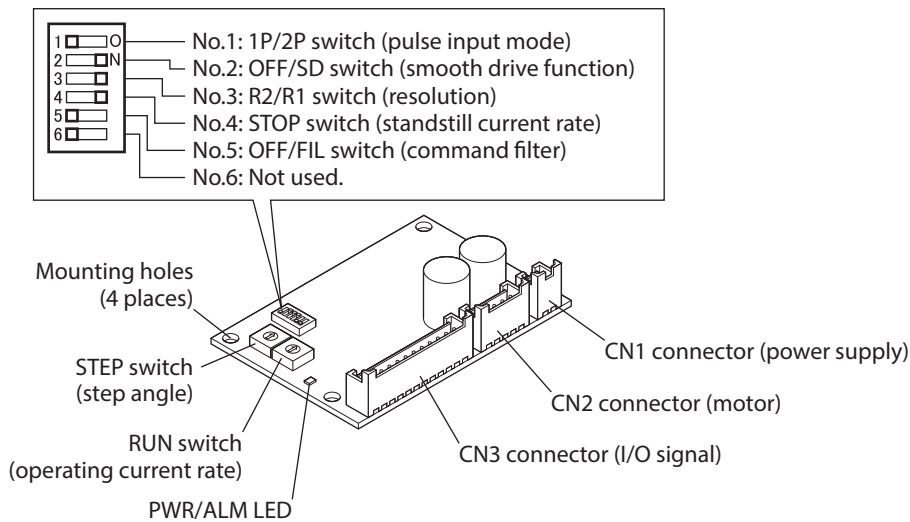 1 O
2 N
3
4
5
6
No.1: 1P/2P switch (pulse input mode)
No.2: OFF/SD switch (smooth drive function)
No.3: R2/R1 switch (resolution)
No.4: STOP switch (standstill current rate)
No.5: OFF/FIL switch (command filter)
No.6: Not used.
Mounting holes
(4 places)
STEP switch
(step angle)
RUN switch
(operating current rate)
PWR/ALM LED
CN1 connector (power supply)
CN2 connector (motor)
CN3 connector (I/O signal)